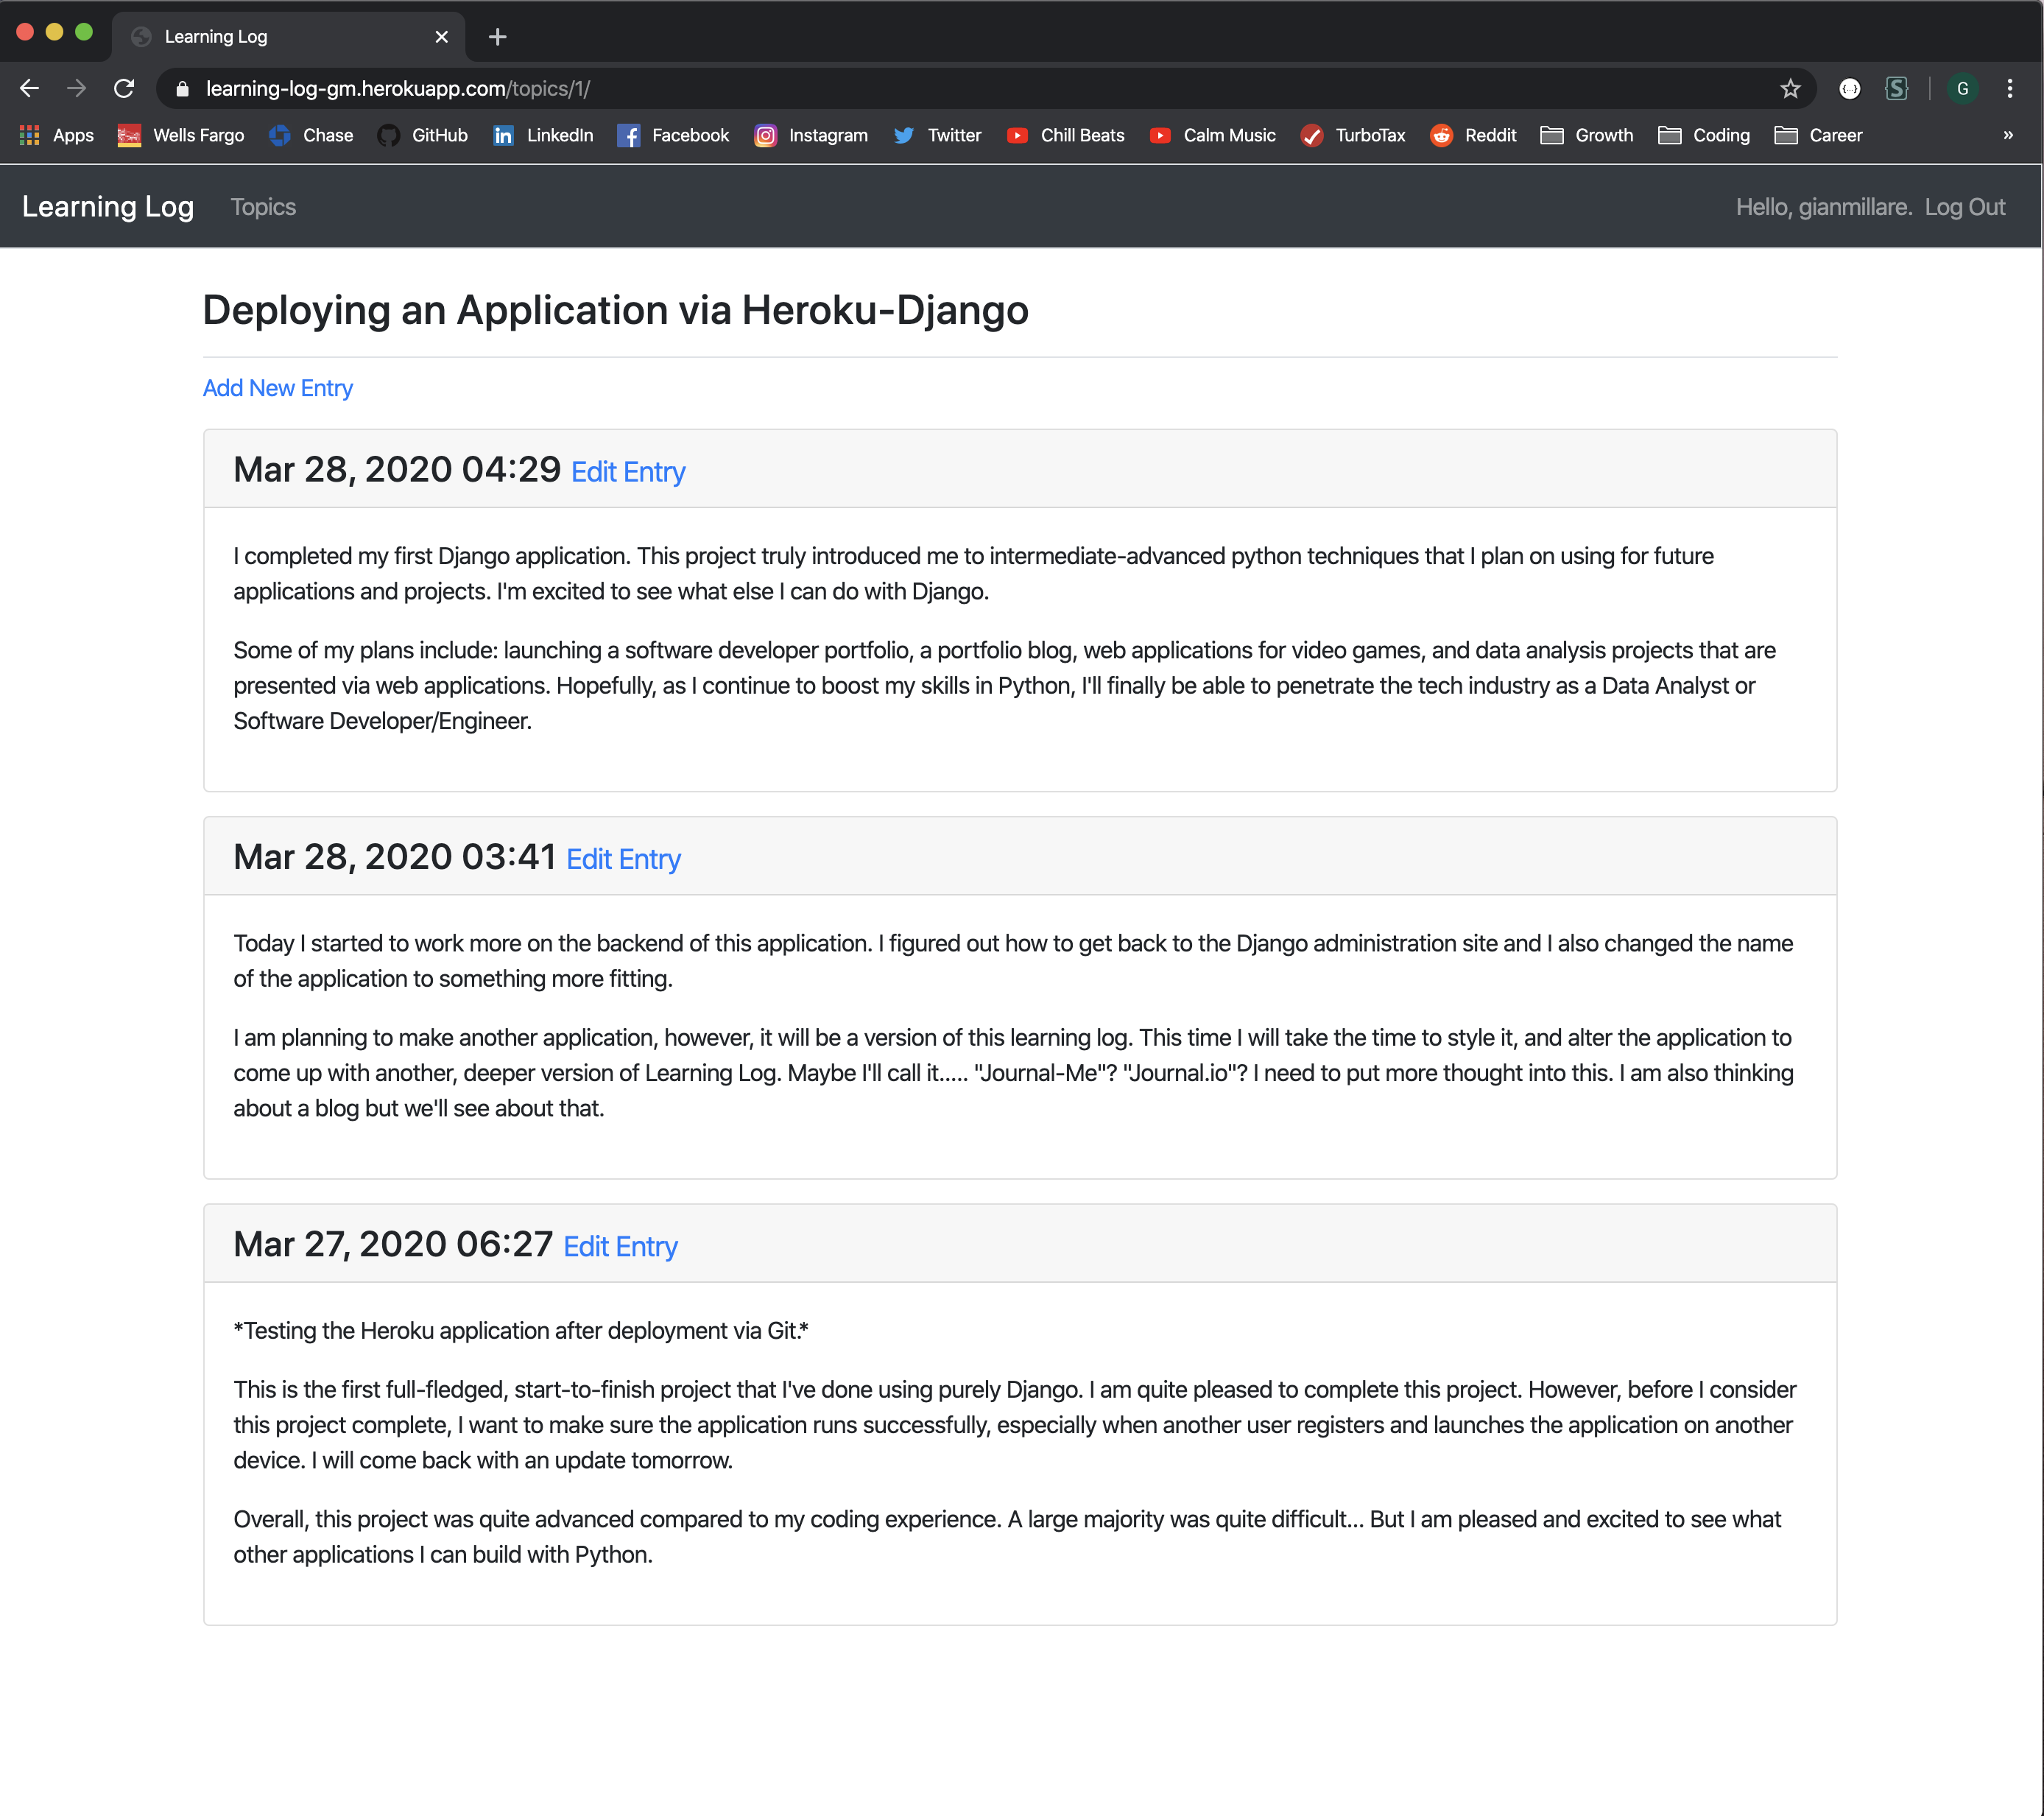 Learning Log
learning-log-gm.herokuapp.com/topics/1/
G
Apps Wells Fargo Chase GitHub LinkedIn Facebook Instagram Twitter Chill Beats Calm Music TurboTax Reddit Growth Coding Career »
Learning Log Topics Hello, gianmillare. Log Out
Deploying an Application via Heroku-Django
Add New Entry
Mar 28, 2020 04:29 Edit Entry
I completed my first Django application. This project truly introduced me to intermediate-advanced python techniques that I plan on using for future
applications and projects. I'm excited to see what else I can do with Django.
Some of my plans include: launching a software developer portfolio, a portfolio blog, web applications for video games, and data analysis projects that are
presented via web applications. Hopefully, as I continue to boost my skills in Python, I'll finally be able to penetrate the tech industry as a Data Analyst or
Software Developer/Engineer.
Mar 28, 2020 03:41 Edit Entry
Today I started to work more on the backend of this application. I figured out how to get back to the Django administration site and I also changed the name
of the application to something more fitting.
I am planning to make another application, however, it will be a version of this learning log. This time I will take the time to style it, and alter the application to
come up with another, deeper version of Learning Log. Maybe I'll call it..... "Journal-Me"? "Journal.io"? I need to put more thought into this. I am also thinking
about a blog but we'll see about that.
Mar 27, 2020 06:27 Edit Entry
*Testing the Heroku application after deployment via Git.*
This is the first full-fledged, start-to-finish project that I've done using purely Django. I am quite pleased to complete this project. However, before I consider
this project complete, I want to make sure the application runs successfully, especially when another user registers and launches the application on another
device. I will come back with an update tomorrow.
Overall, this project was quite advanced compared to my coding experience. A large majority was quite difficult... But I am pleased and excited to see what
other applications I can build with Python.